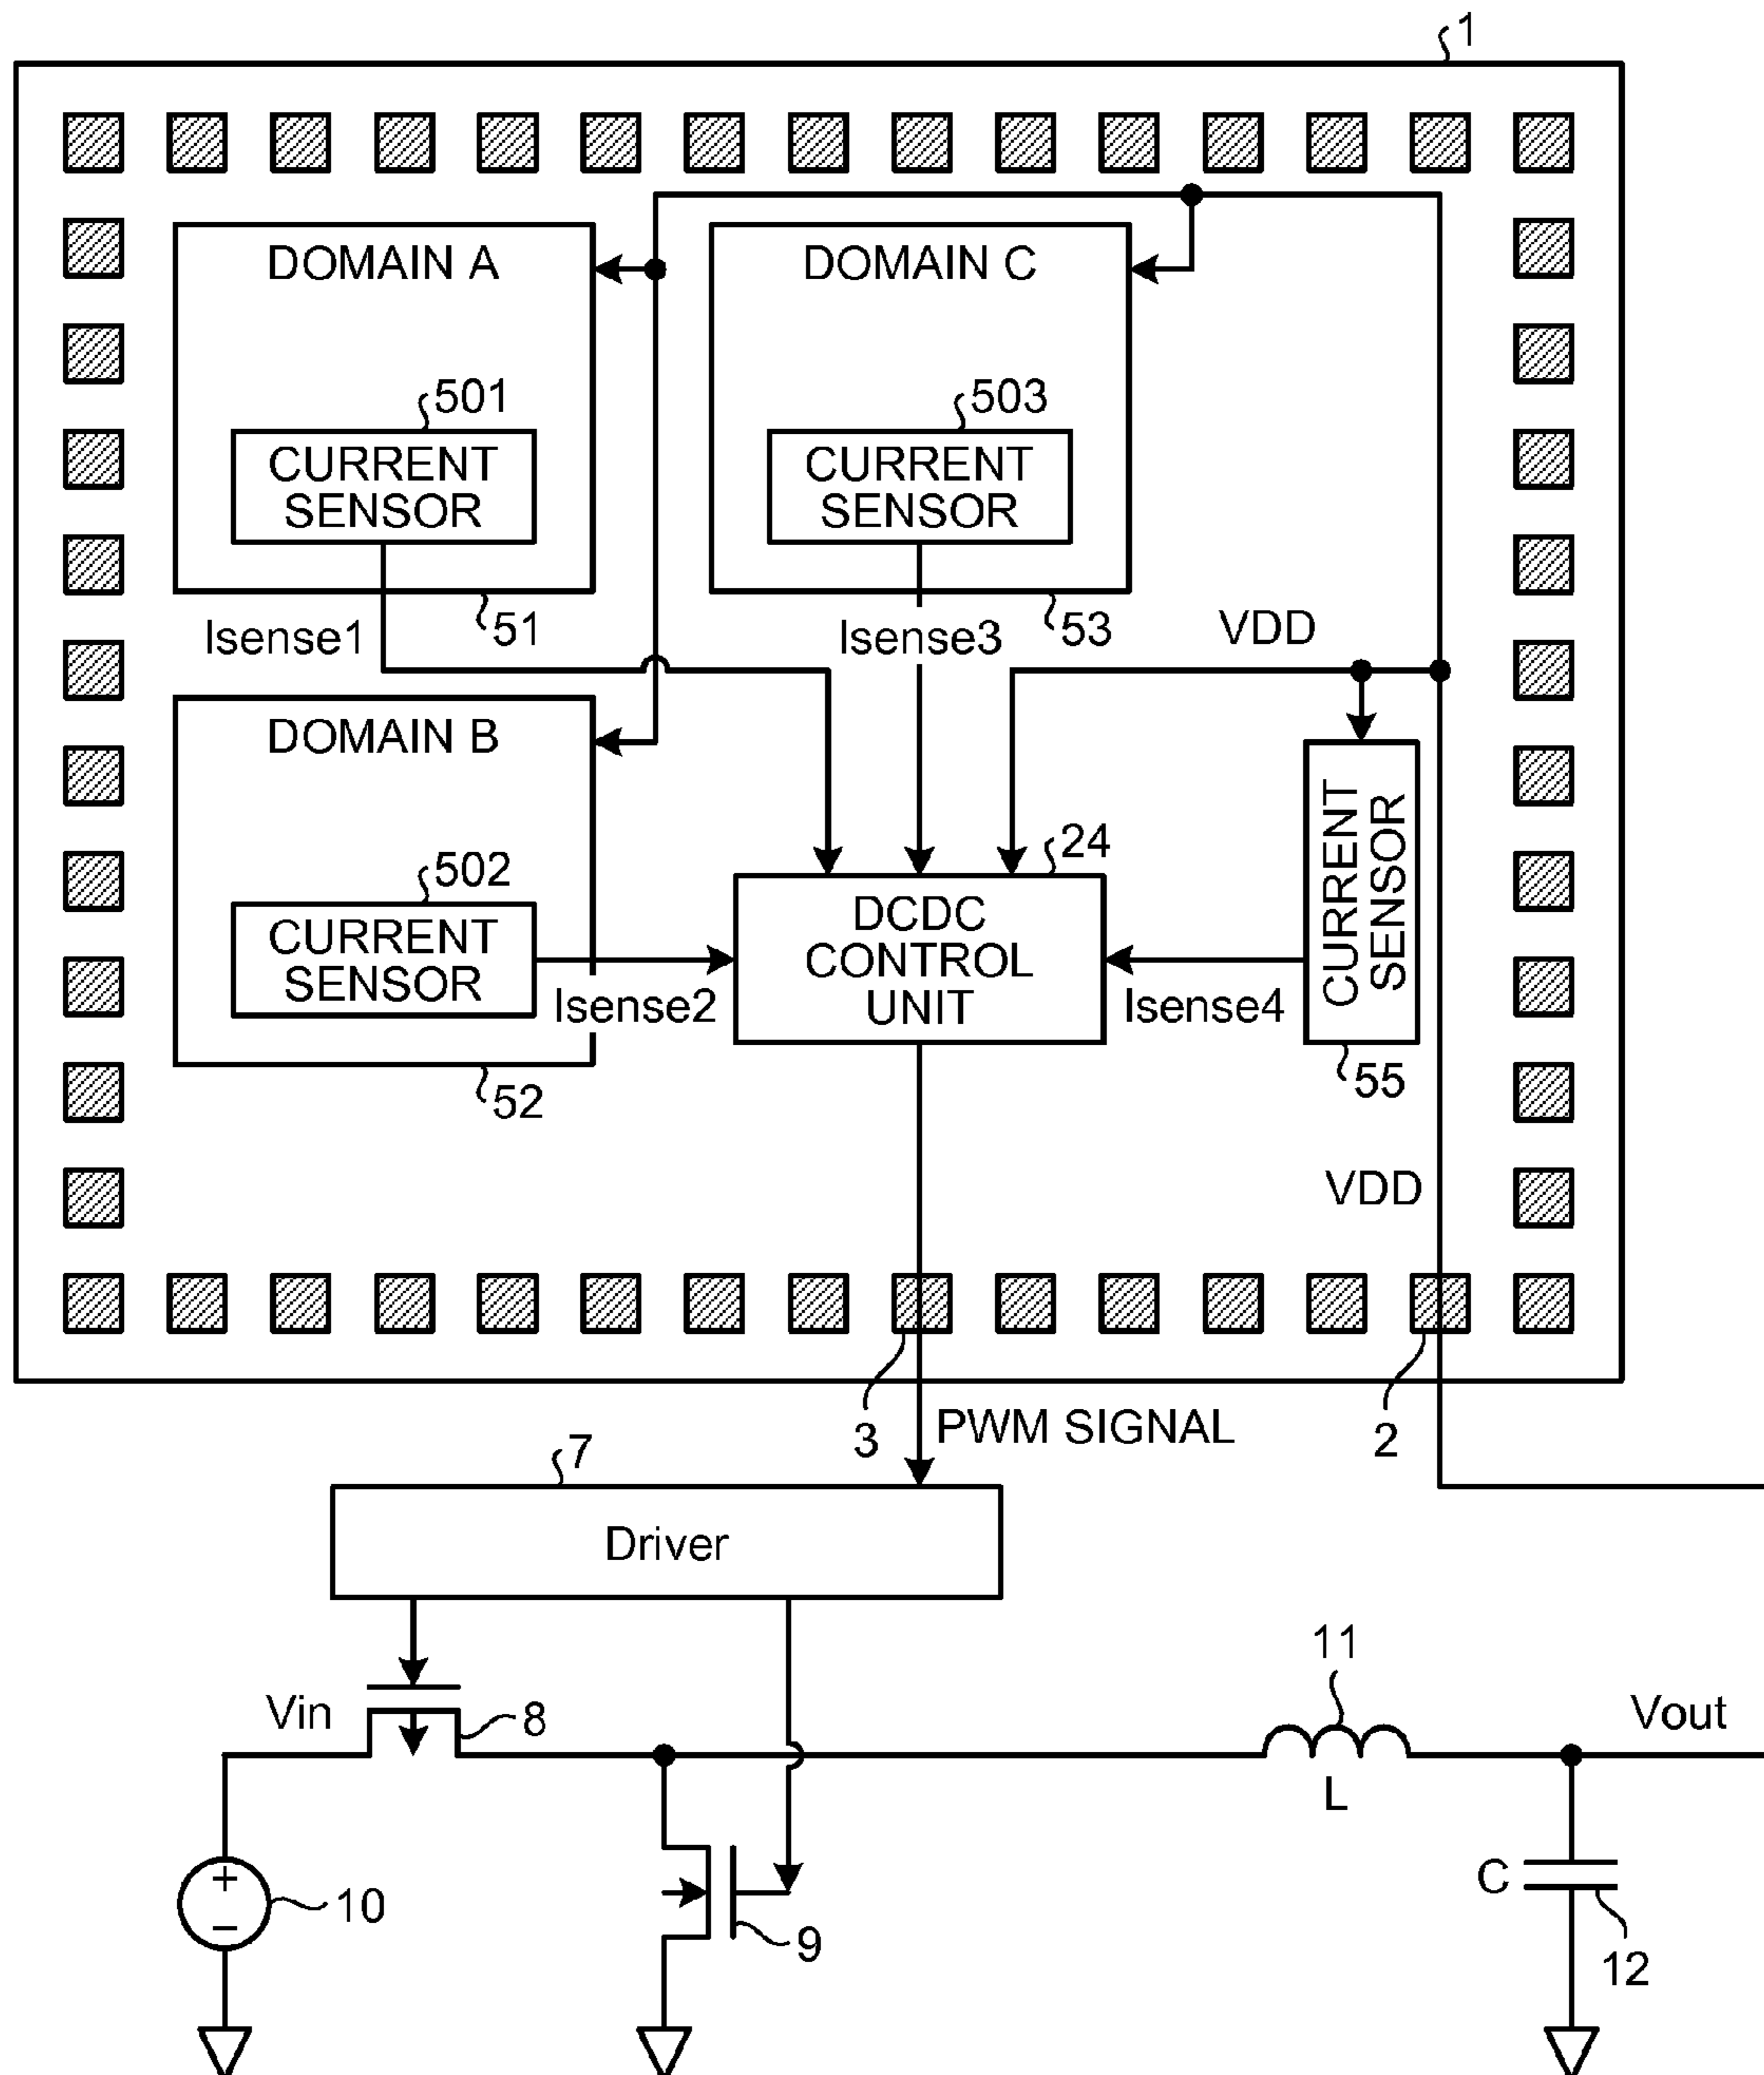 1
DOMAIN A
DOMAIN C
501
CURRENT
SENSOR
503
CURRENT
SENSOR
Isense1
51
Isense3
53
VDD
DOMAIN B
502
CURRENT
SENSOR
Isense2
52
24
DCDC
CONTROL
UNIT
Isense4
CURRENT
SENSOR
55
VDD
3
PWM SIGNAL
2
7
Driver
Vin
8
11
L
Vout
+
−
10
9
C
12